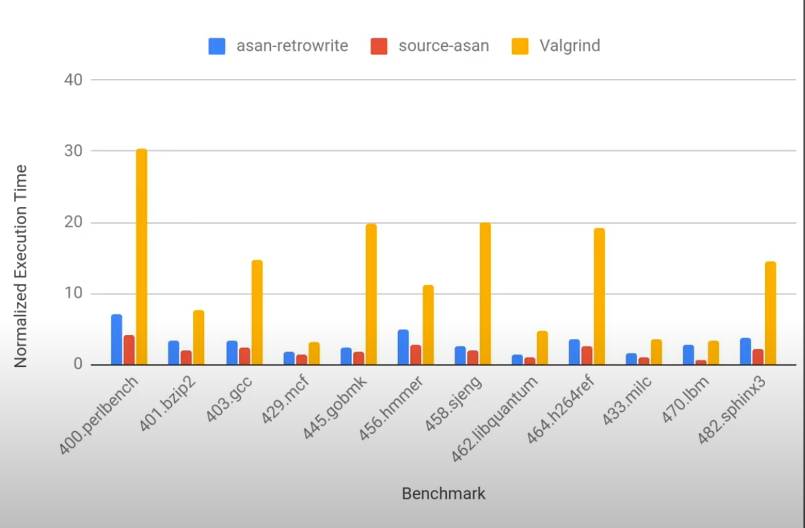 asan-retrowrite source-asan Valgrind
Normalized Execution Time
40
30
20
10
0
400.perlbench
401.bzip2
403.gcc
429.mcf
445.gobmk
456.hmmer
458.sjeng
462.libquantum
464.h264ref
433.milc
470.lbm
482.sphinx3
Benchmark